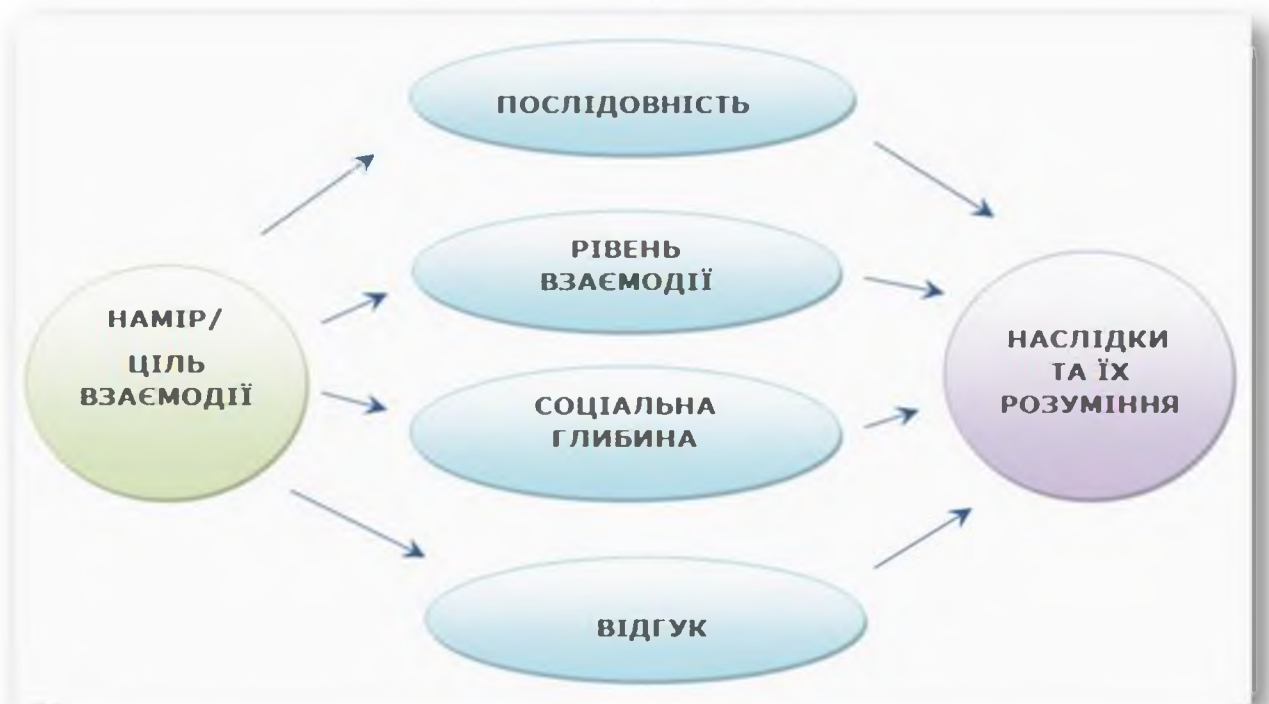 ПОСЛІДОВНІСТЬ
РІВЕНЬ
ВЗАЄМОДІЇ
НАМІР/
ЦІЛЬ
ВЗАЄМОДІЇ
СОЦІАЛЬНА
ГЛИБИНА
ВІДГУК
НАСЛІДКИ
ТА ЇХ
РОЗУМІННЯ